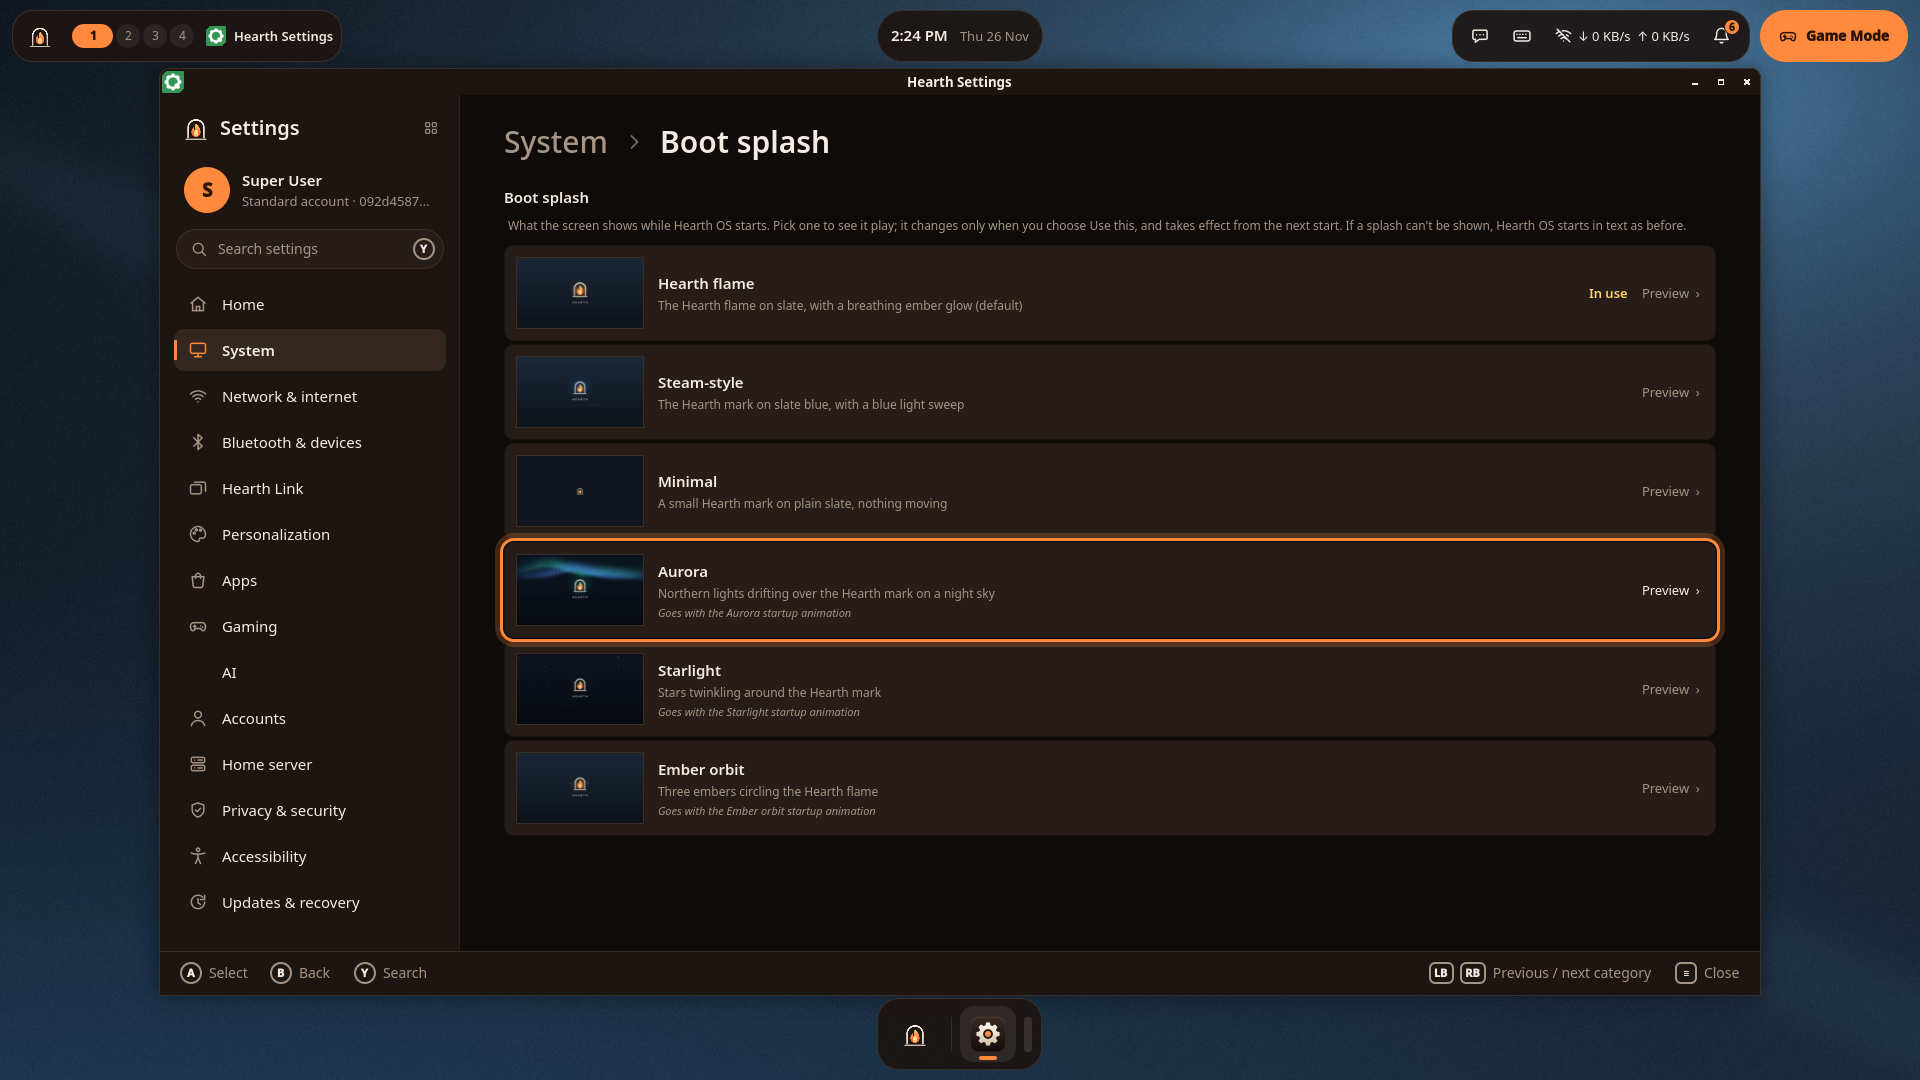 1 2 3 4 Hearth Settings
2:24 PM Thu 26 Nov
↓ 0 KB/s ↑ 0 KB/s 6 Game Mode
Hearth Settings
Settings
S
Super User
Standard account · 092d4587...
Search settings Y
Home
System
Network & internet
Bluetooth & devices
Hearth Link
Personalization
Apps
Gaming
AI
Accounts
Home server
Privacy & security
Accessibility
Updates & recovery
System > Boot splash
Boot splash
What the screen shows while Hearth OS starts. Pick one to see it play; it changes only when you choose Use this, and takes effect from the next start. If a splash can't be shown, Hearth OS starts in text as before.
Hearth flame
The Hearth flame on slate, with a breathing ember glow (default)
In use Preview ›
Steam-style
The Hearth mark on slate blue, with a blue light sweep
Preview ›
Minimal
A small Hearth mark on plain slate, nothing moving
Preview ›
Aurora
Northern lights drifting over the Hearth mark on a night sky
Goes with the Aurora startup animation
Preview ›
Starlight
Stars twinkling around the Hearth mark
Goes with the Starlight startup animation
Preview ›
Ember orbit
Three embers circling the Hearth flame
Goes with the Ember orbit startup animation
Preview ›
A Select B Back Y Search
LB RB Previous / next category ≡ Close